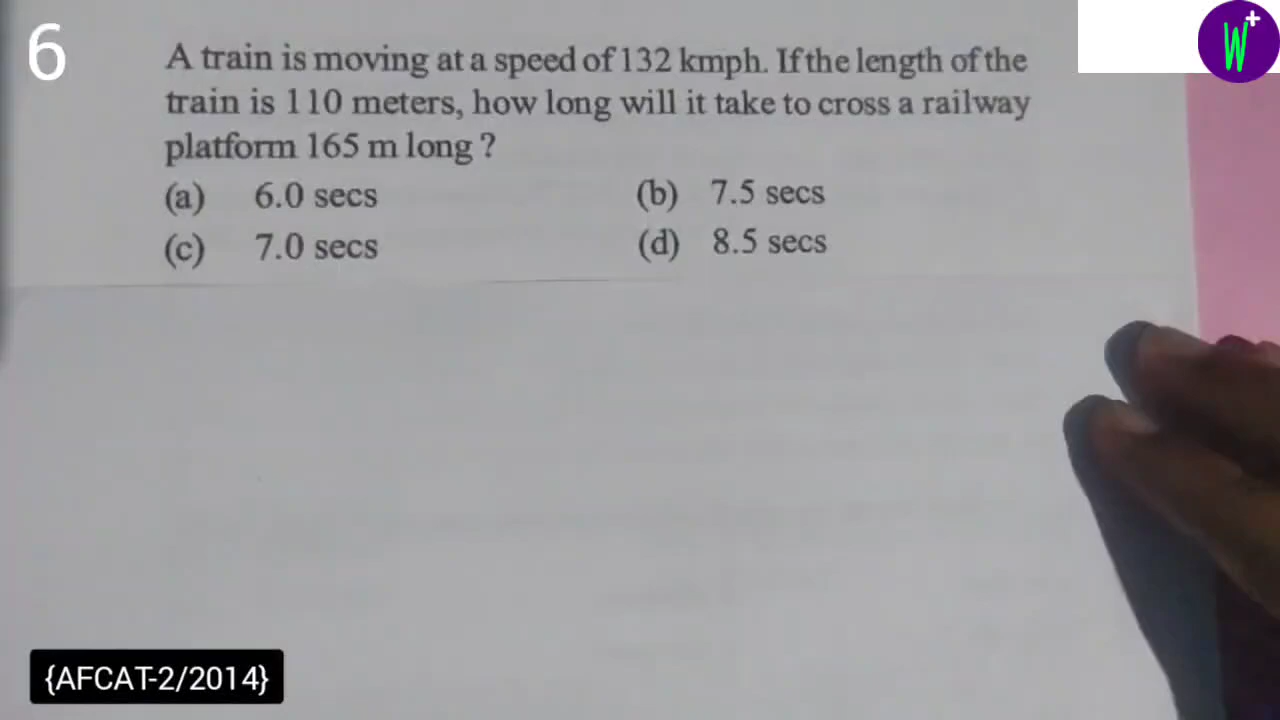 6
A train is moving at a speed of 132 kmph. If the length of the
train is 110 meters, how long will it take to cross a railway
platform 165 m long ?
(a) 6.0 secs (b) 7.5 secs
(c) 7.0 secs (d) 8.5 secs
W+
{AFCAT-2/2014}